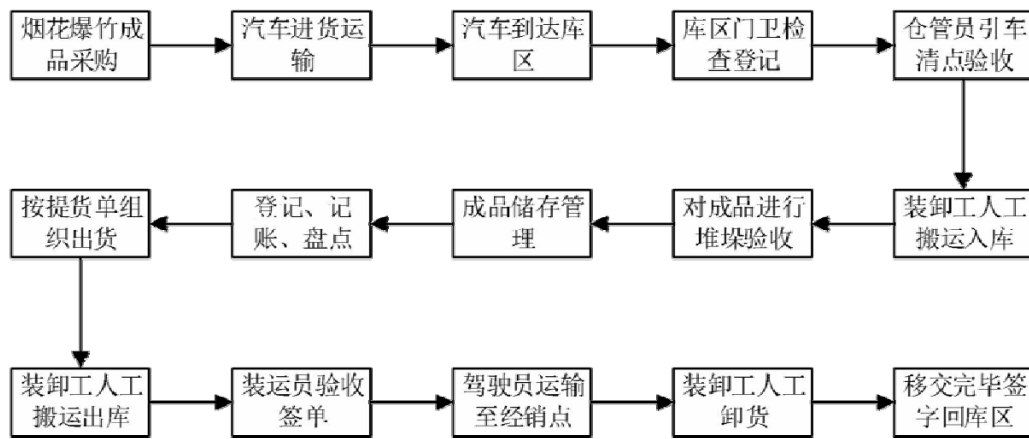 烟花爆竹成
品采购
汽车进货运
输
汽车到达库
区
库区门卫检
查登记
仓管员引车
清点验收
装卸工人工
搬运入库
对成品进行
堆垛验收
成品储存管
理
登记、记
账、盘点
按提货单组
织出货
装卸工人工
搬运出库
装运员验收
签单
驾驶员运输
至经销点
装卸工人工
卸货
移交完毕签
字回库区